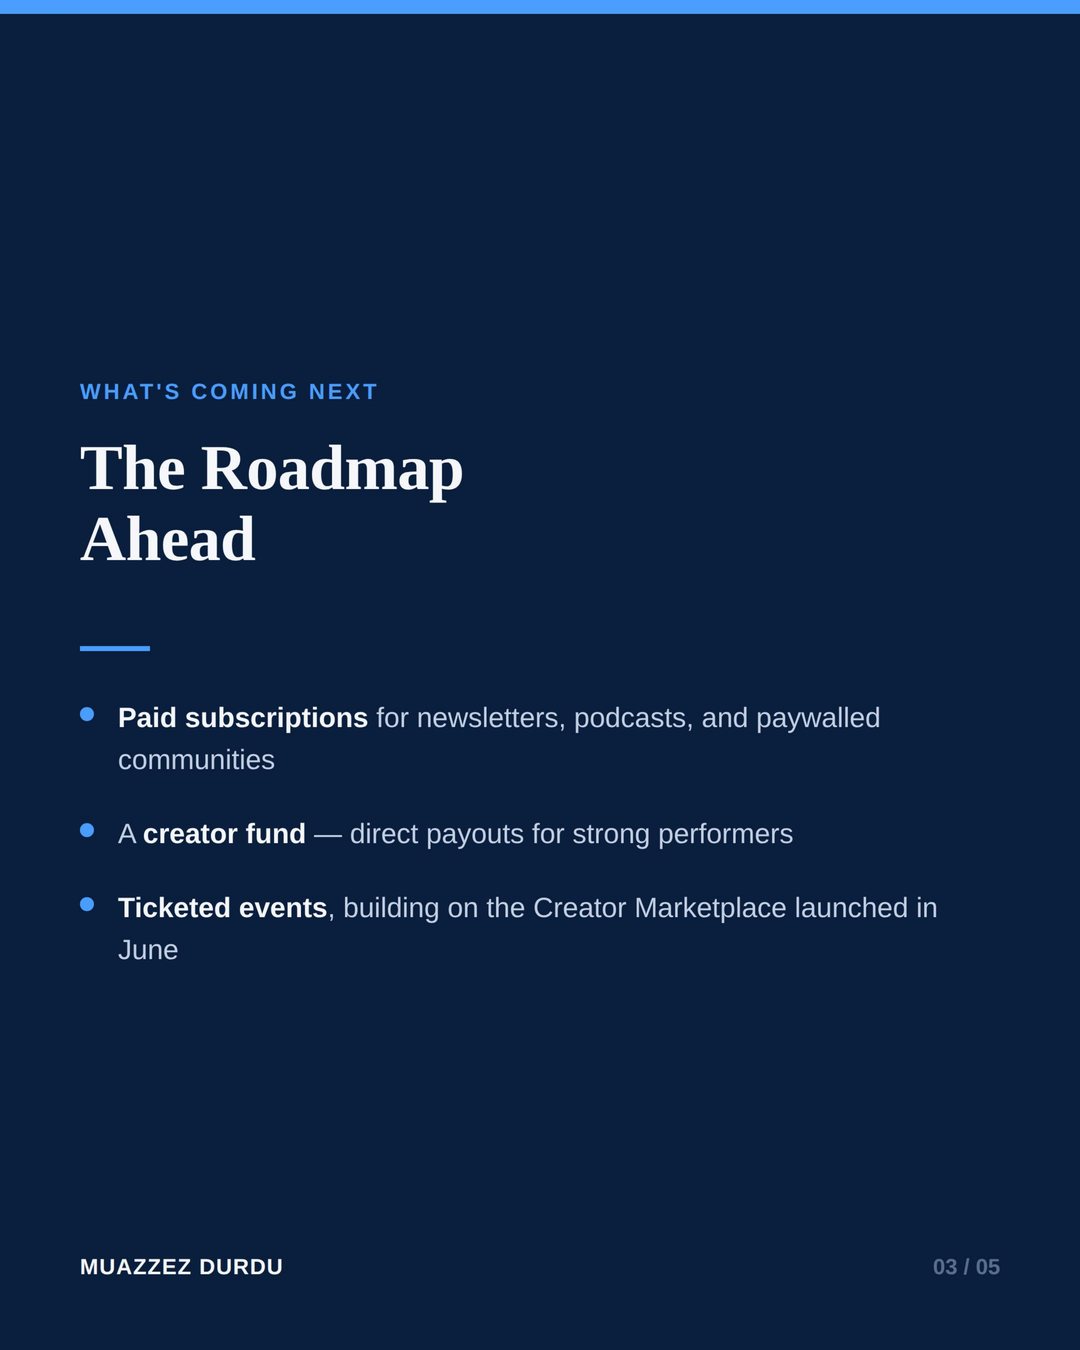 WHAT'S COMING NEXT
The Roadmap
Ahead
Paid subscriptions for newsletters, podcasts, and paywalled
communities
A creator fund — direct payouts for strong performers
Ticketed events, building on the Creator Marketplace launched in
June
MUAZZEZ DURDU
03 / 05